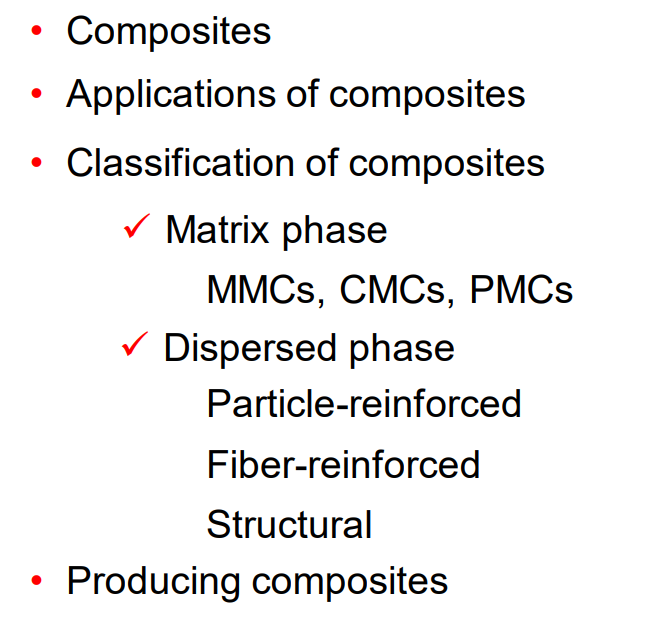 • Composites
• Applications of composites
• Classification of composites
✓ Matrix phase
MMCs, CMCs, PMCs
✓ Dispersed phase
Particle-reinforced
Fiber-reinforced
Structural
• Producing composites